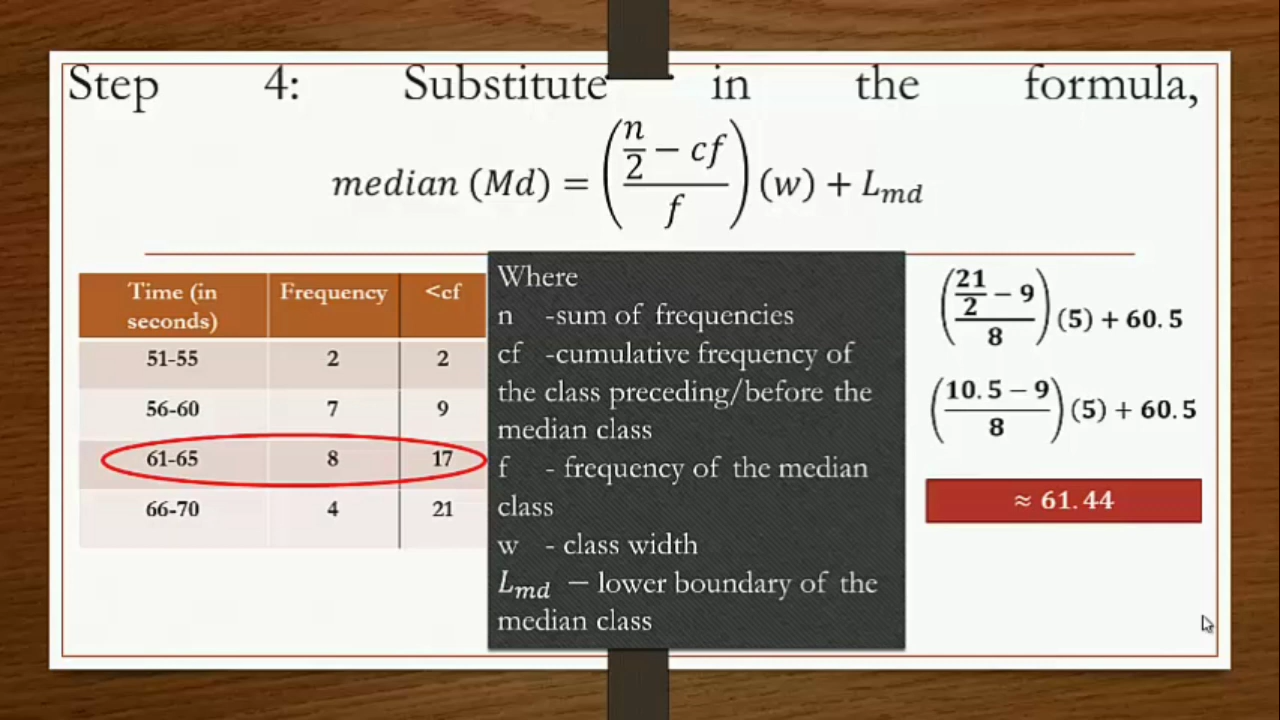 Step 4: Substitute in the formula,
median (Md) = ((n/2 − cf)/f) (w) + Lmd
Time (in seconds) Frequency <cf
51-55 2 2
56-60 7 9
61-65 8 17
66-70 4 21
Where
n -sum of frequencies
cf -cumulative frequency of
the class preceding/before the
median class
f - frequency of the median
class
w - class width
Lmd − lower boundary of the
median class
((21/2 − 9)/8) (5) + 60.5
((10.5 − 9)/8) (5) + 60.5
≈ 61.44